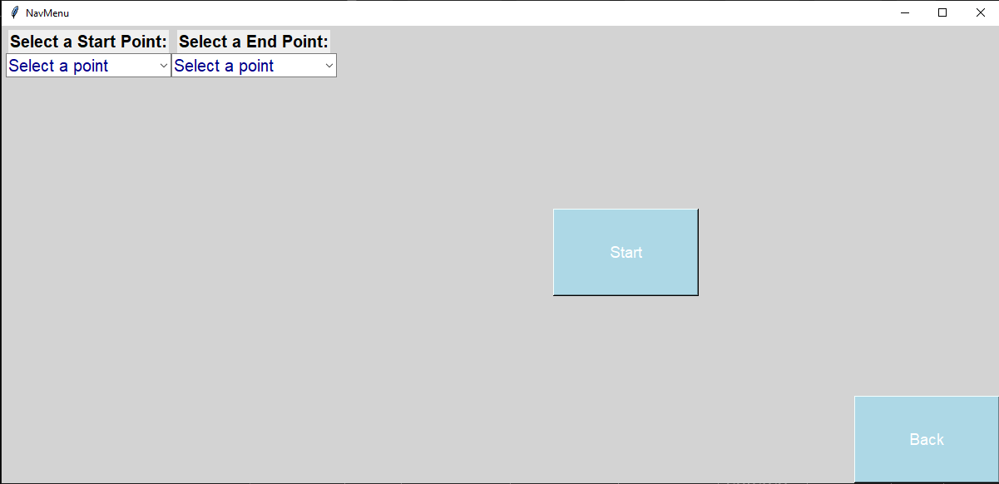 NavMenu
Select a Start Point: Select a End Point:
Select a point Select a point
Start
Back